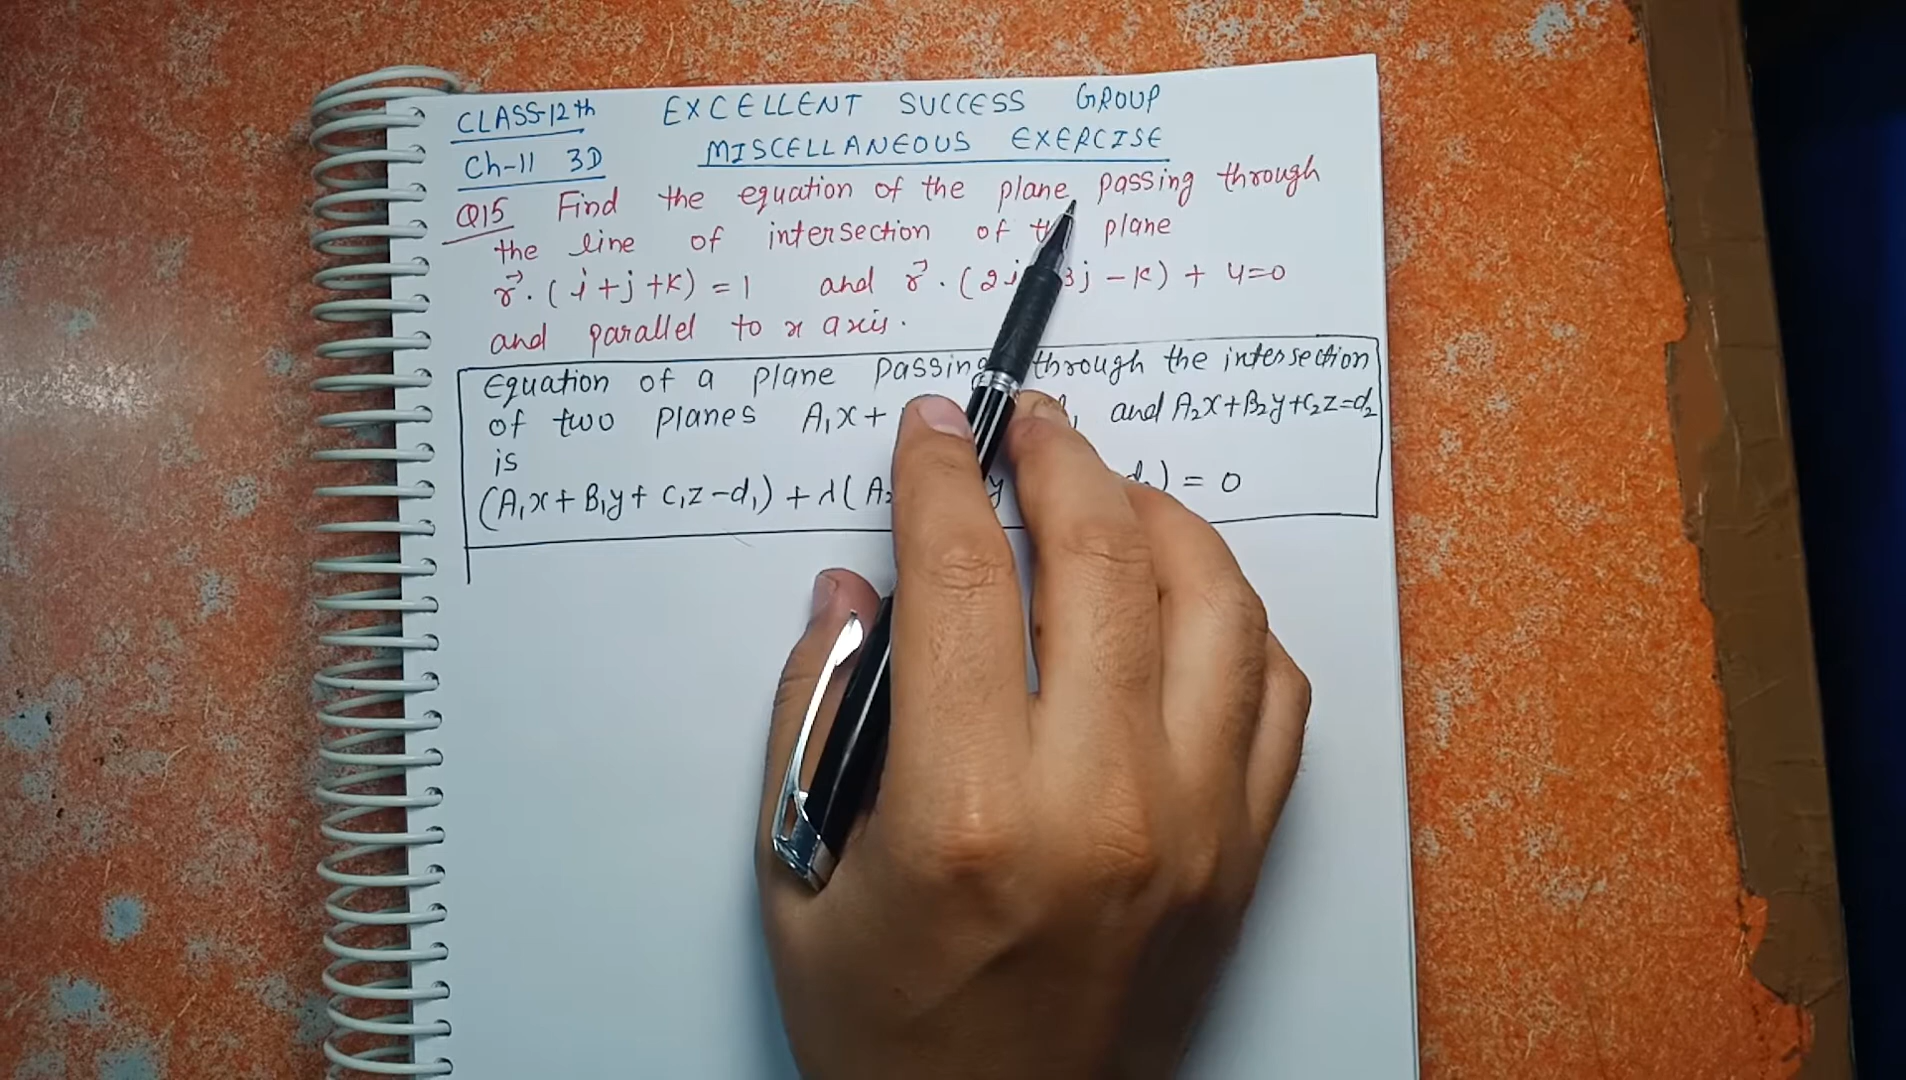 CLASS-12th EXCELLENT SUCCESS GROUP
Ch-11 3D MISCELLANEOUS EXERCISE
Q15 Find the equation of the plane passing through
the line of intersection of plane
r⃗.(i+j+k) = 1 and r⃗.(2i 3j-k) + 4=0
and parallel to x axis.
Equation of a plane passing through the intersection
of two planes A₁x+ and A₂x+B₂y+C₂z=d₂
is
(A₁x+B₁y+C₁z-d₁)+λ(A₂ y ) = 0